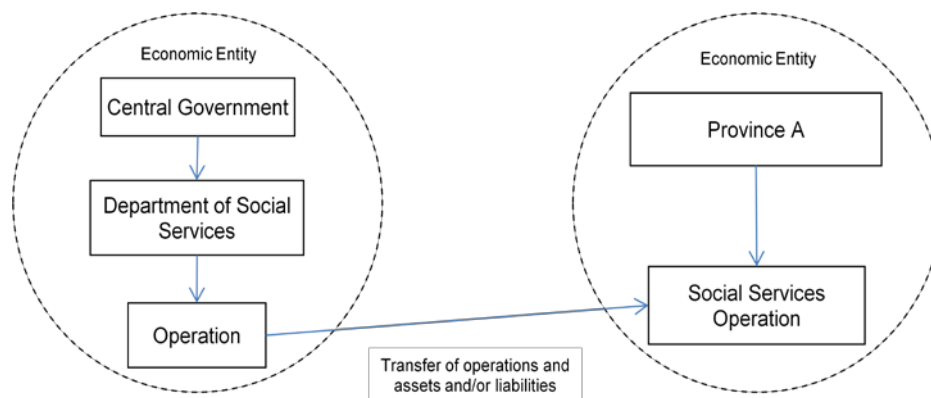 Economic Entity
Central Government
Department of Social
Services
Operation
Transfer of operations and
assets and/or liabilities
Economic Entity
Province A
Social Services
Operation